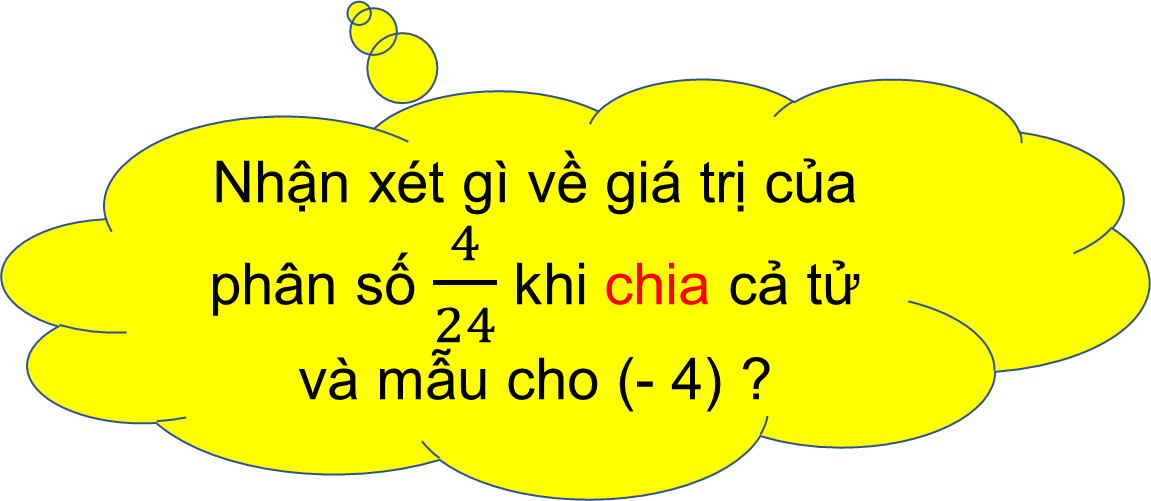 Nhận xét gì về giá trị của
phân số 4/24 khi chia cả tử
và mẫu cho (- 4) ?